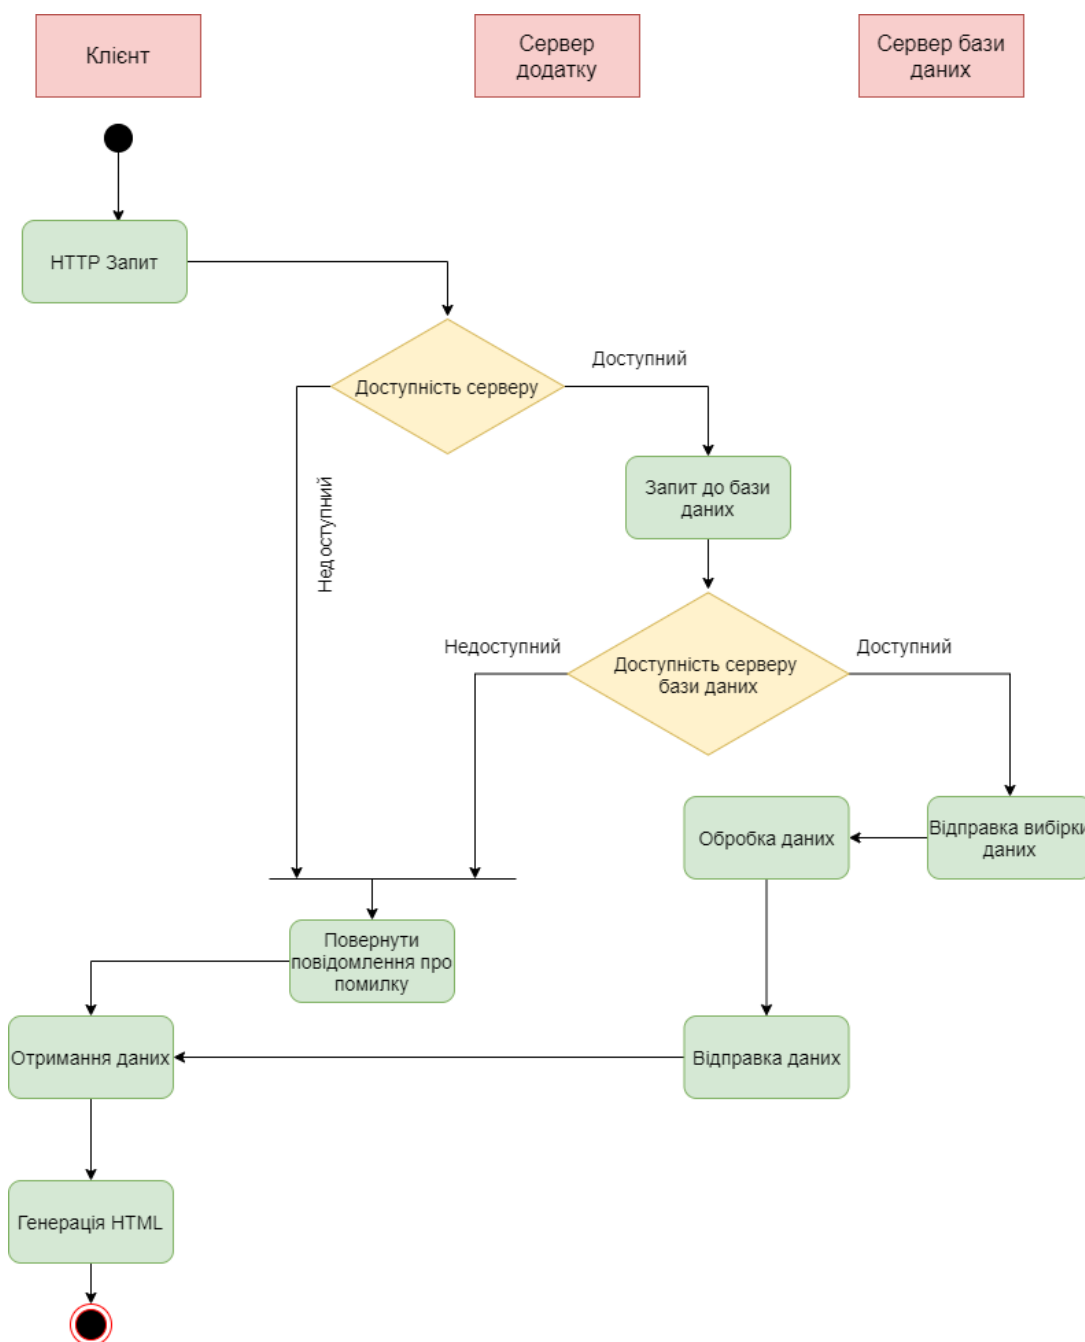 Клієнт
Сервер
додатку
Сервер бази
даних
HTTP Запит
Доступність серверу
Доступний
Недоступний
Запит до бази
даних
Недоступний
Доступність серверу
бази даних
Доступний
Обробка даних
Відправка вибірки
даних
Повернути
повідомлення про
помилку
Отримання даних
Відправка даних
Генерація HTML